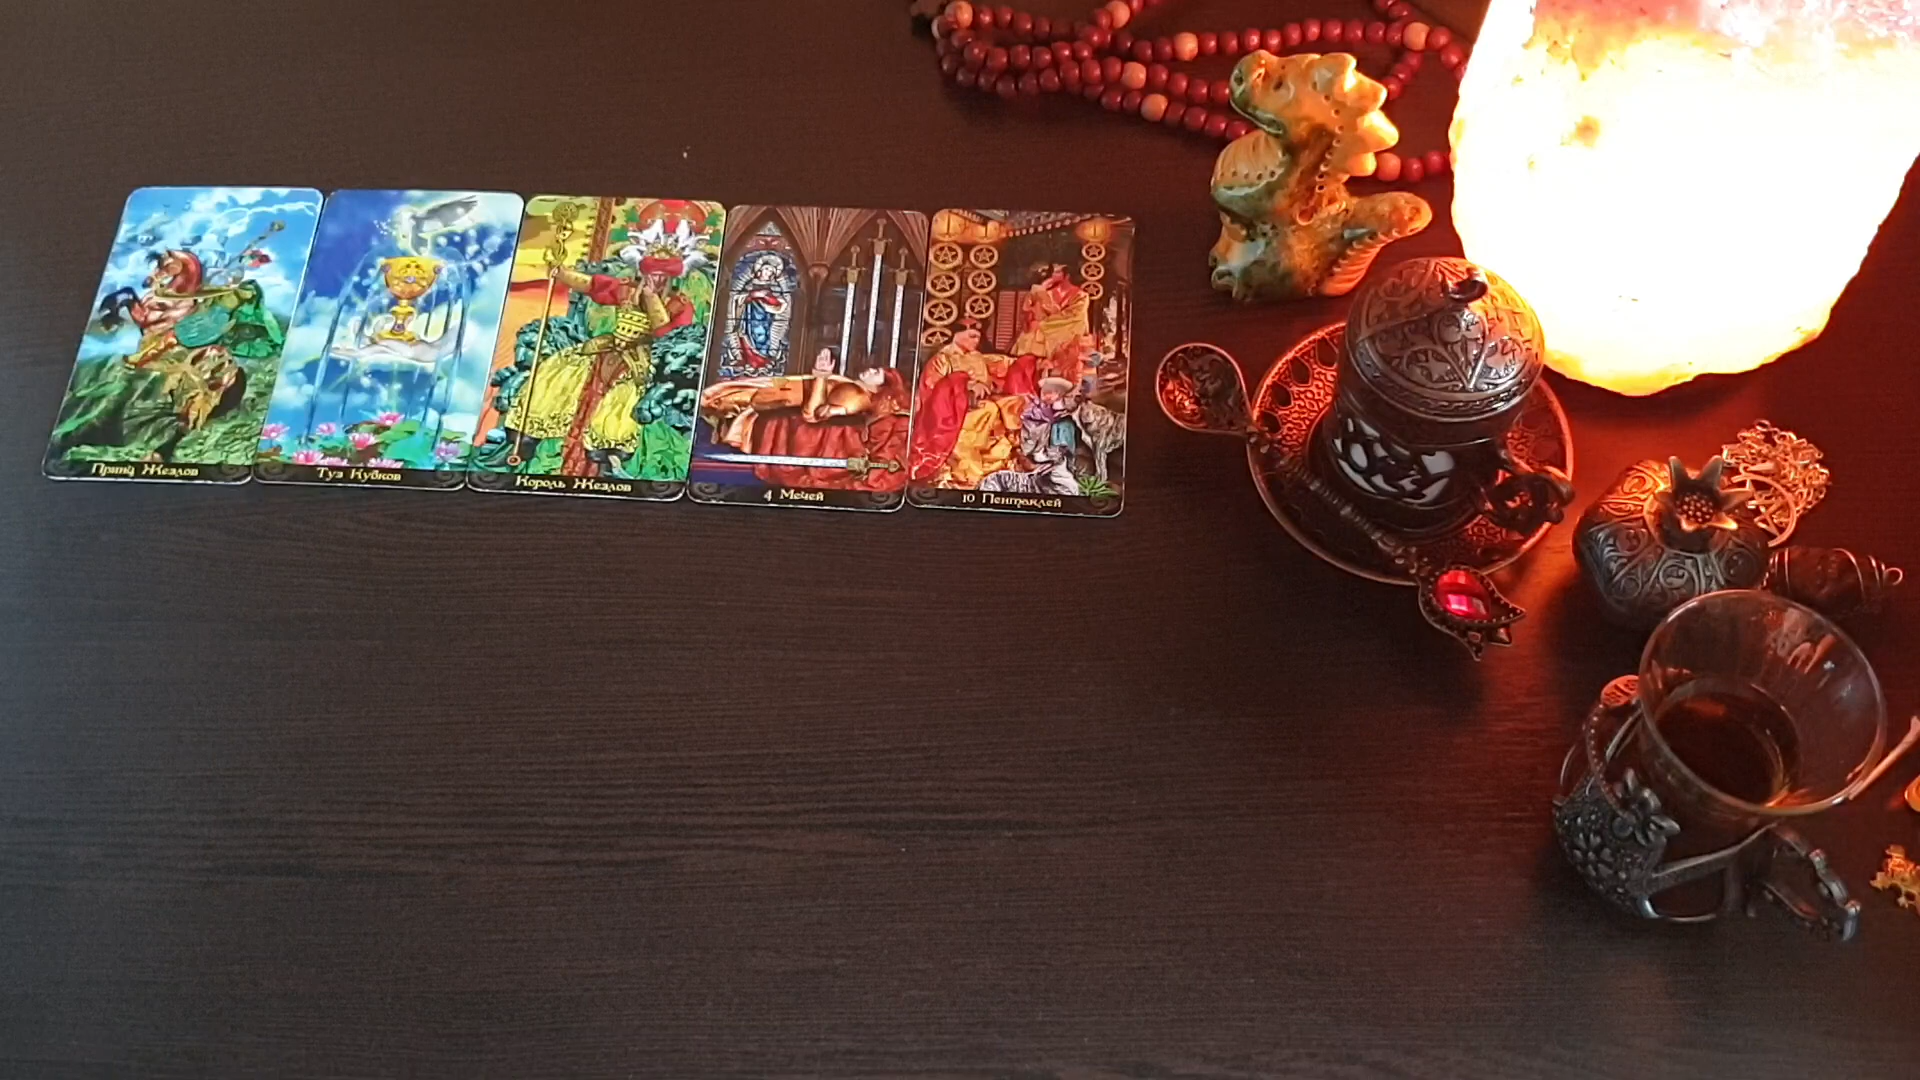 Принц Жезлов
Туз Кубков
Король Жезлов
4 Мечей
10 Пентаклей